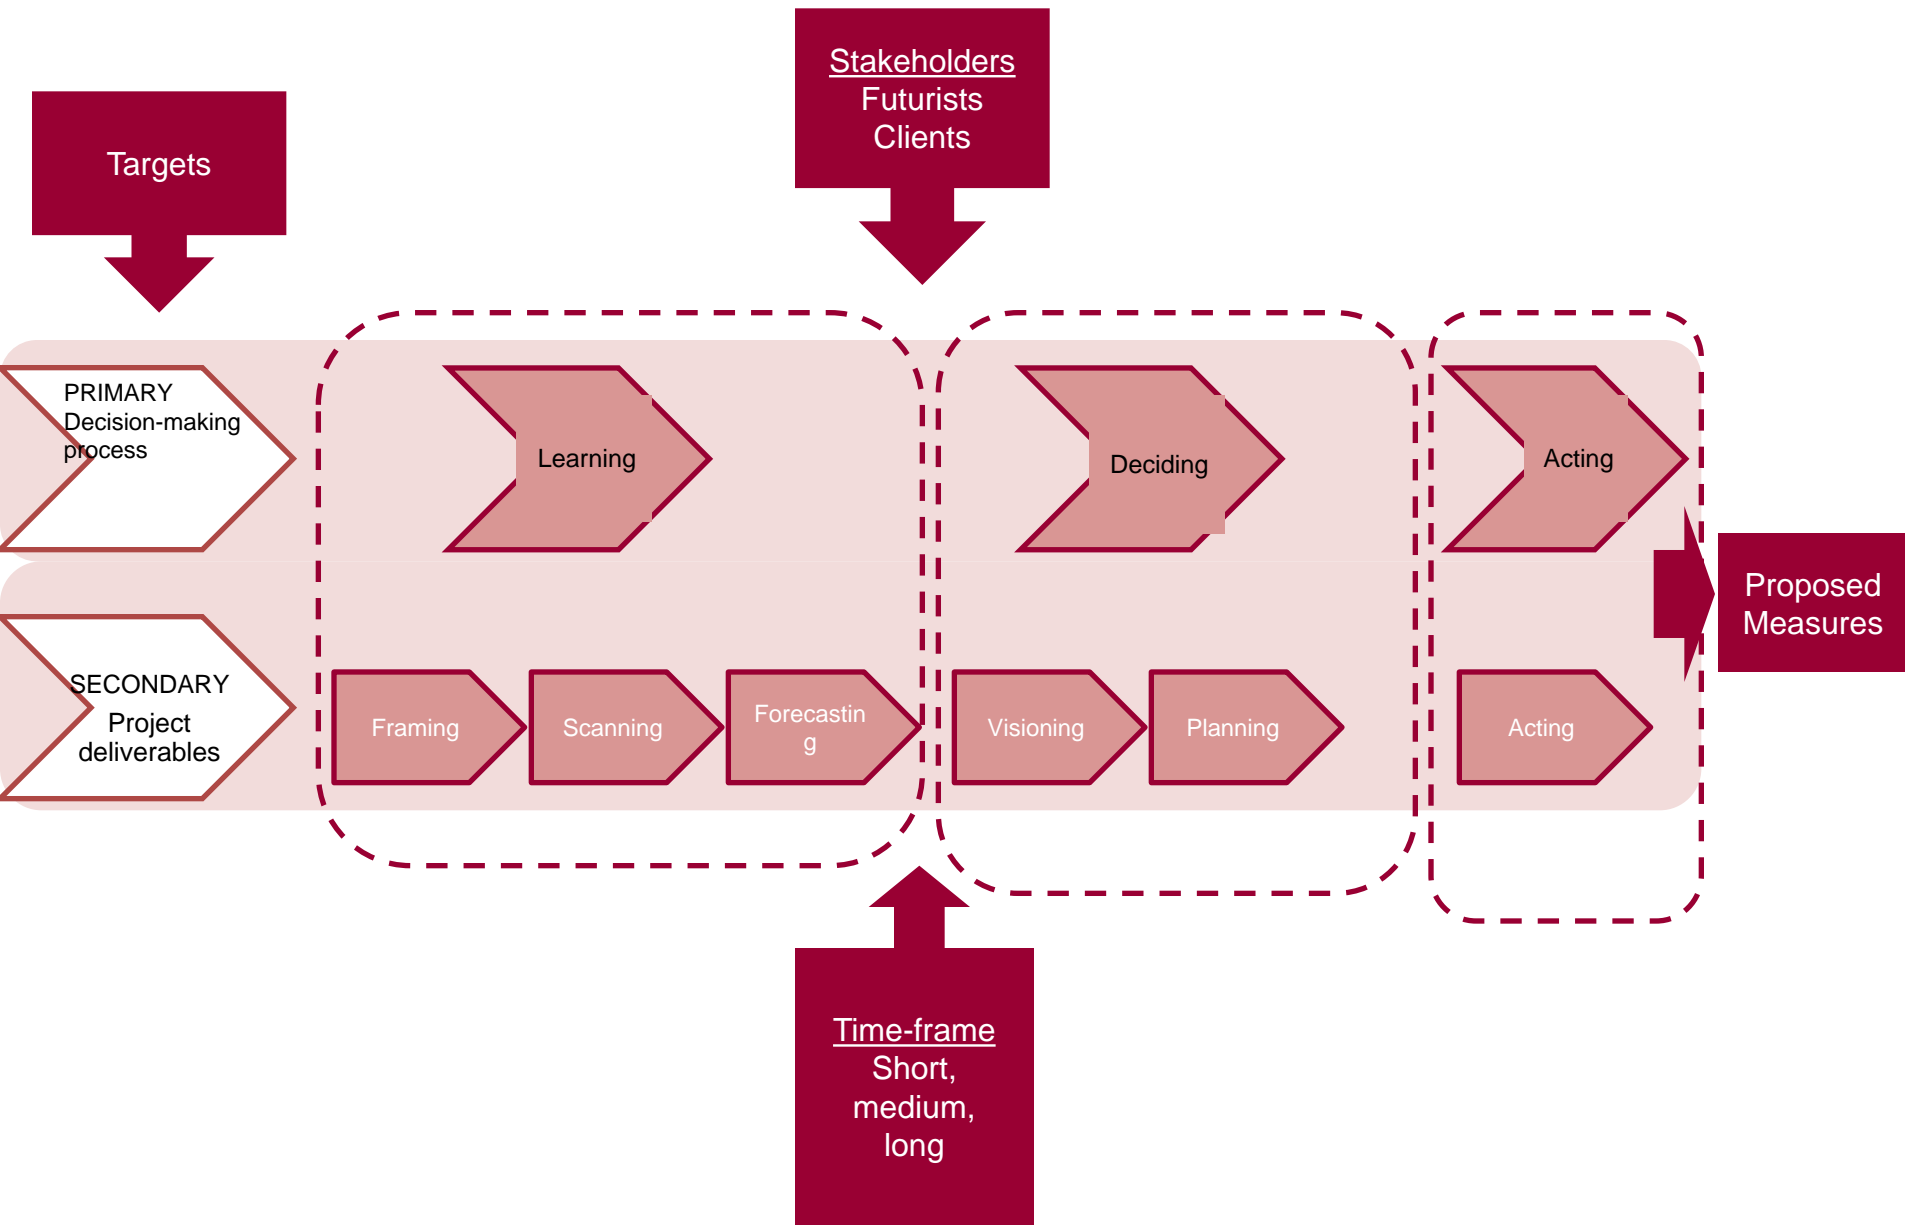 Stakeholders
Futurists
Clients
Targets
PRIMARY
Decision-making
process
Learning
Deciding
Acting
Proposed
Measures
SECONDARY
Project
deliverables
Framing
Scanning
Forecastin
g
Visioning
Planning
Acting
Time-frame
Short,
medium,
long